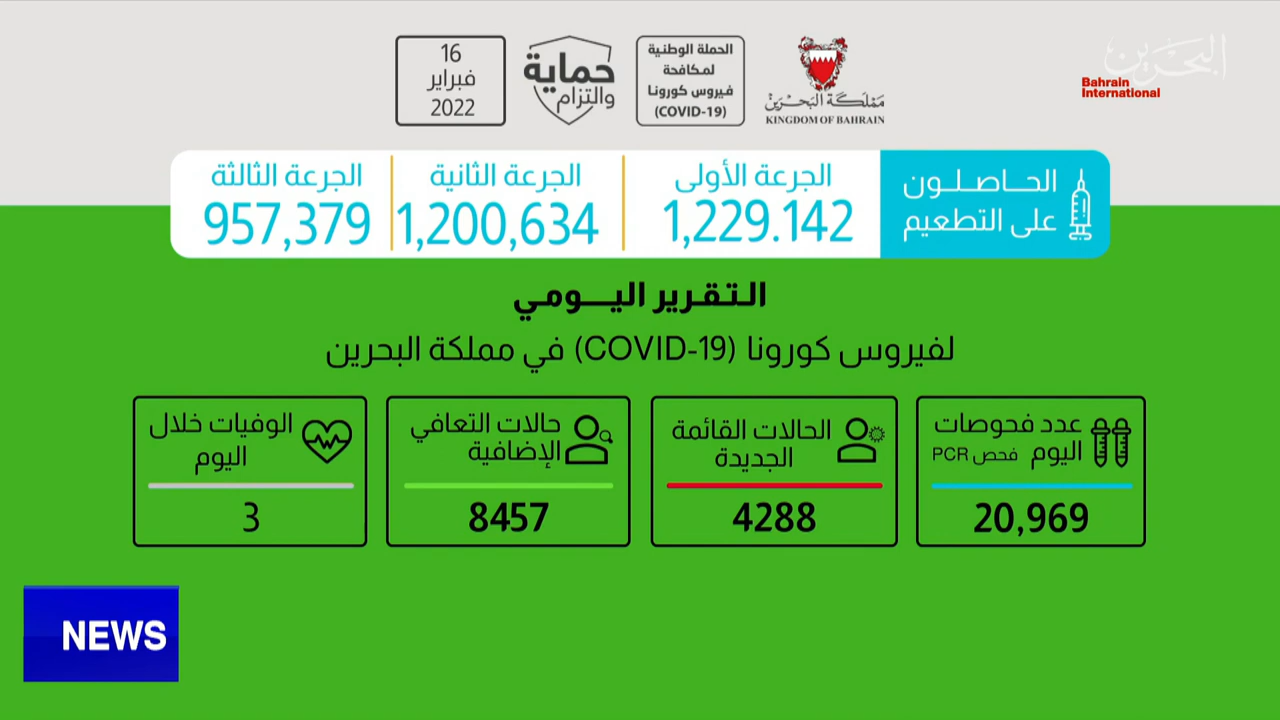 البحرين
Bahrain
International
مملكة البحرين
KINGDOM OF BAHRAIN
الحملة الوطنية
لمكافحة
فيروس كورونا
(COVID-19)
حماية
والتزام
16
فبراير
2022
الحاصلون
على التطعيم
الجرعة الأولى
1,229.142
الجرعة الثانية
1,200,634
الجرعة الثالثة
957,379
التقرير اليومي
لفيروس كورونا (COVID-19) في مملكة البحرين
عدد فحوصات
اليوم فحص PCR
20,969
الحالات القائمة
الجديدة
4288
حالات التعافي
الإضافية
8457
الوفيات خلال
اليوم
3
NEWS